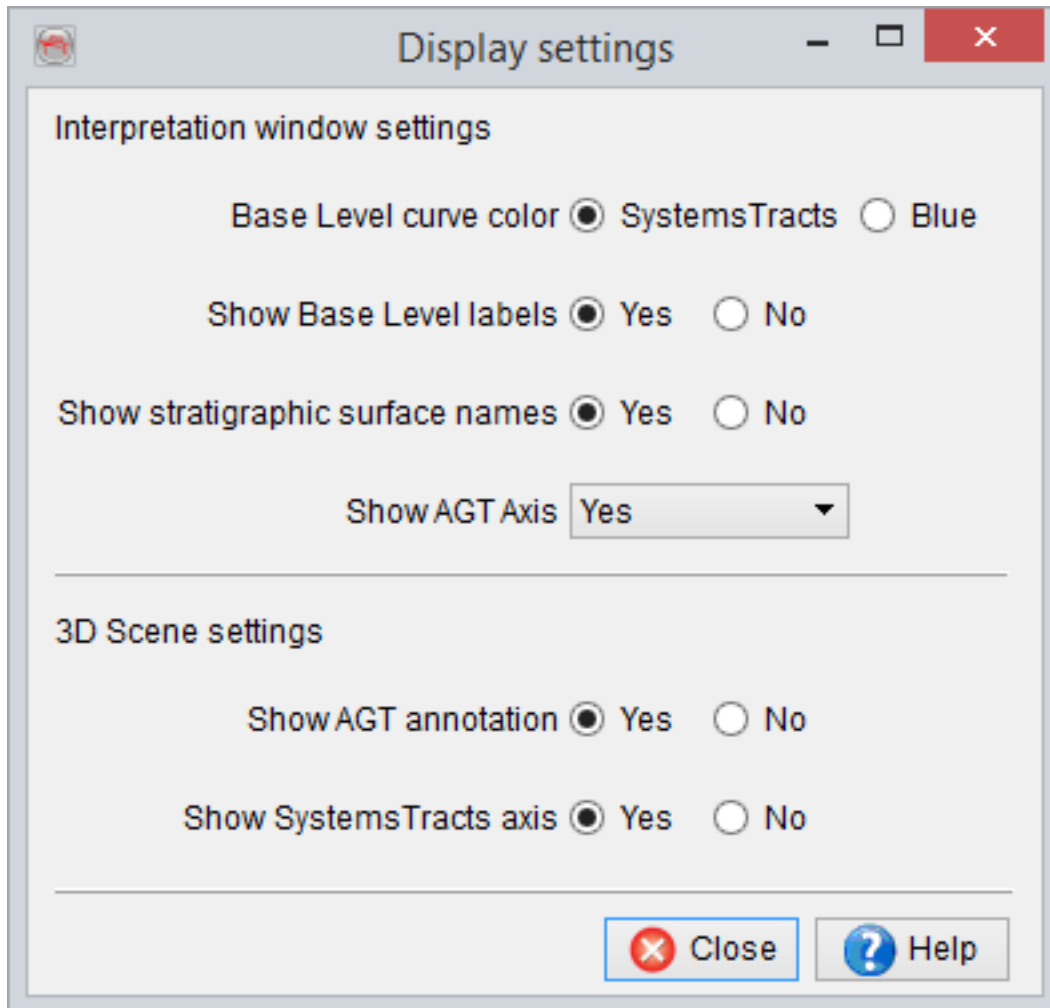 Display settings
Interpretation window settings
Base Level curve color SystemsTracts Blue
Show Base Level labels Yes No
Show stratigraphic surface names Yes No
Show AGT Axis Yes
3D Scene settings
Show AGT annotation Yes No
Show SystemsTracts axis Yes No
Close Help